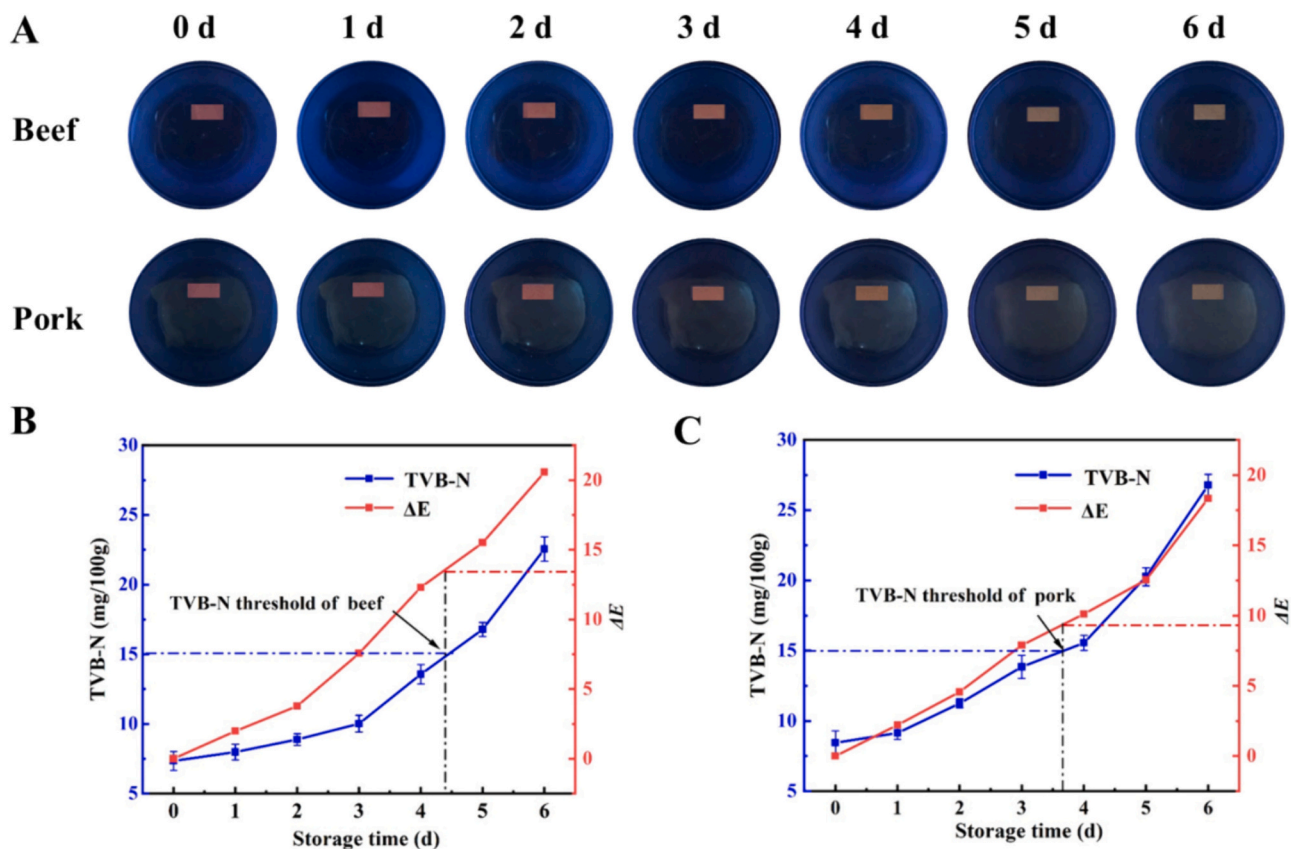 A
0 d 1 d 2 d 3 d 4 d 5 d 6 d
Beef
Pork
B
30
25
20
15
10
5
TVB-N (mg/100g)
TVB-N
ΔE
TVB-N threshold of beef
20
15
10
5
0
ΔE
0 1 2 3 4 5 6
Storage time (d)
C
30
25
20
15
10
5
TVB-N (mg/100g)
TVB-N
ΔE
TVB-N threshold of pork
20
15
10
5
0
ΔE
0 1 2 3 4 5 6
Storage time (d)